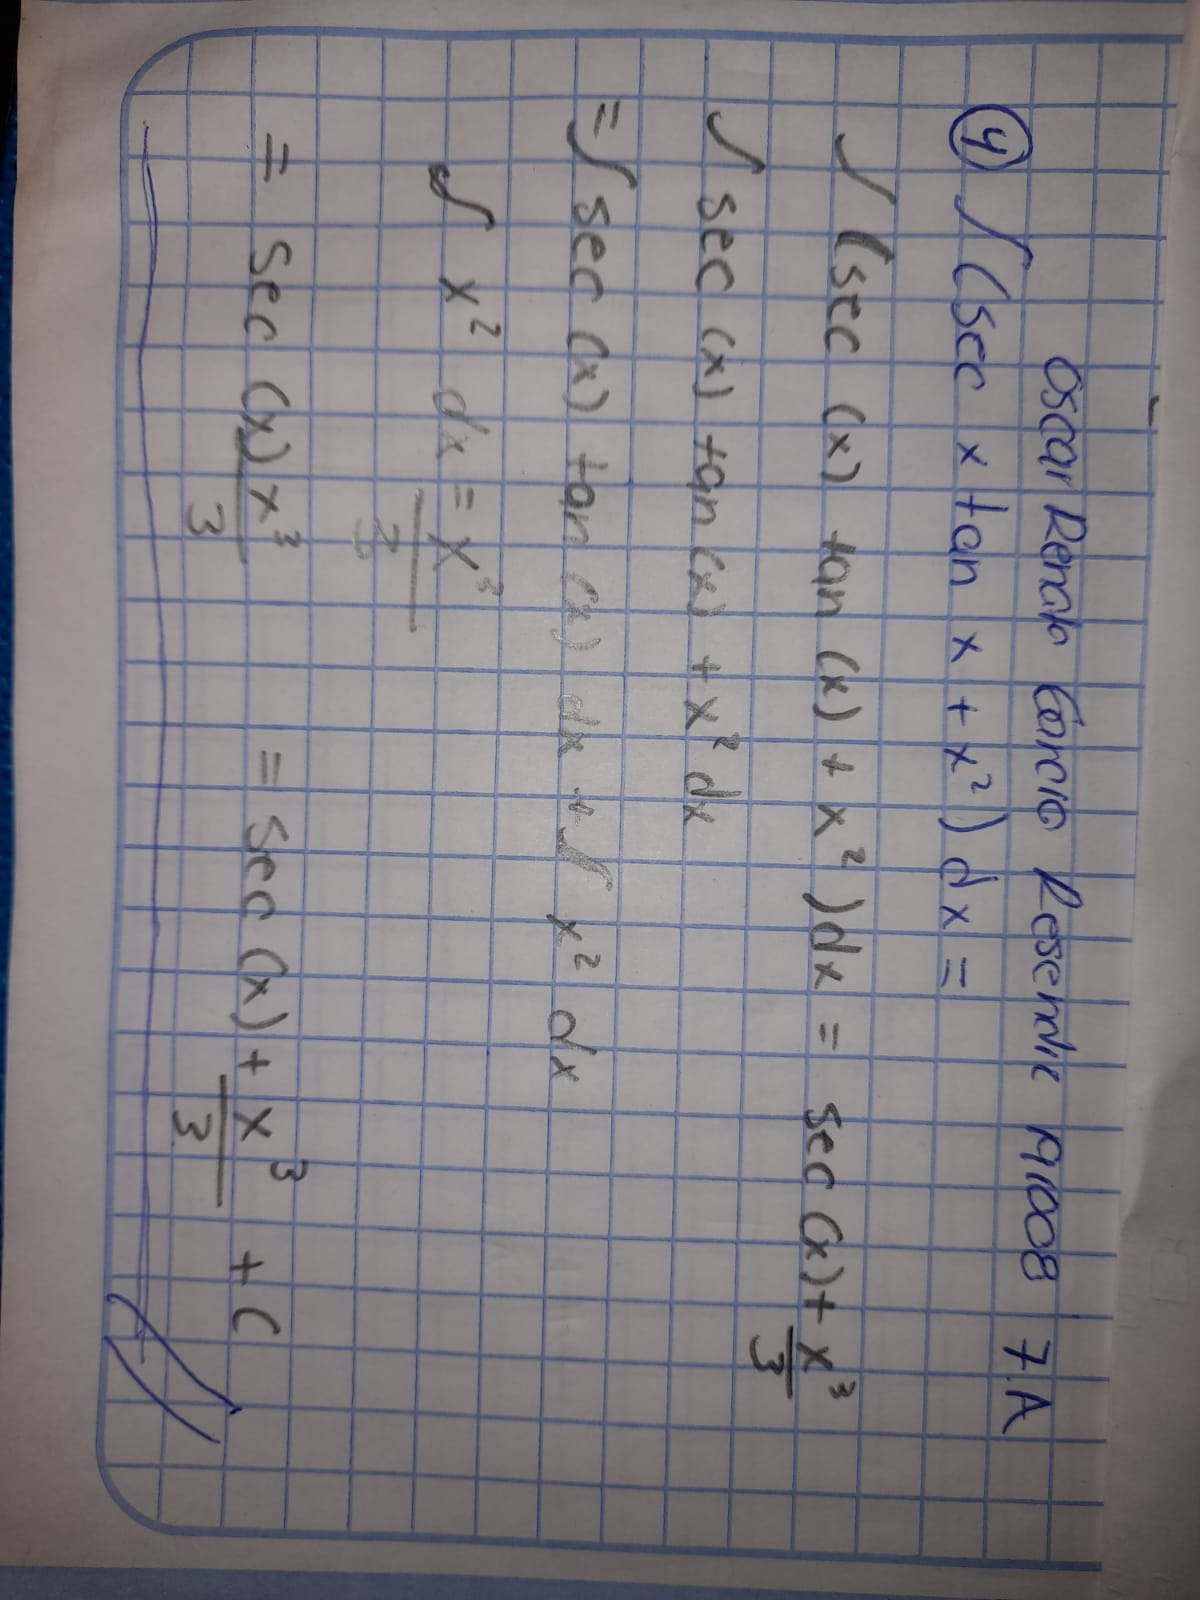 Oscar Renato García Resendiz 191008 7.A
④ ∫(sec x tan x + x²) dx =
∫(sec (x) tan (x) + x²)dx = sec (x) + x³/3
∫ sec (x) tan (x) + x² dx
= ∫ sec (x) tan (x) dx + ∫ x² dx
∫ x² dx = x³/3
= sec (x) x³/3 = sec (x) + x³/3 + C